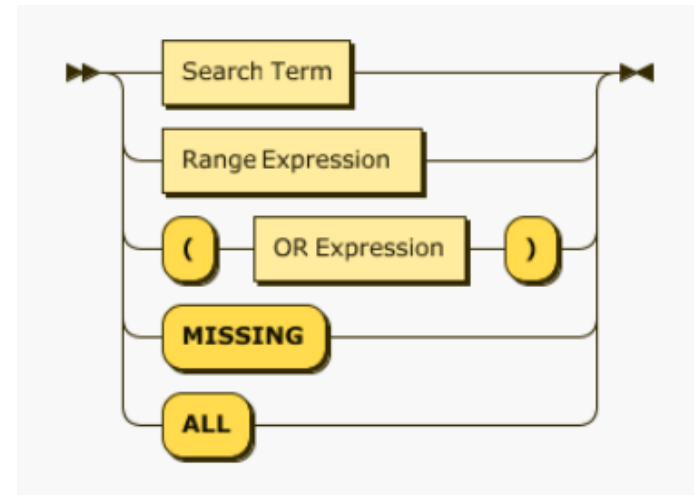 Search Term
Range Expression
( OR Expression )
MISSING
ALL